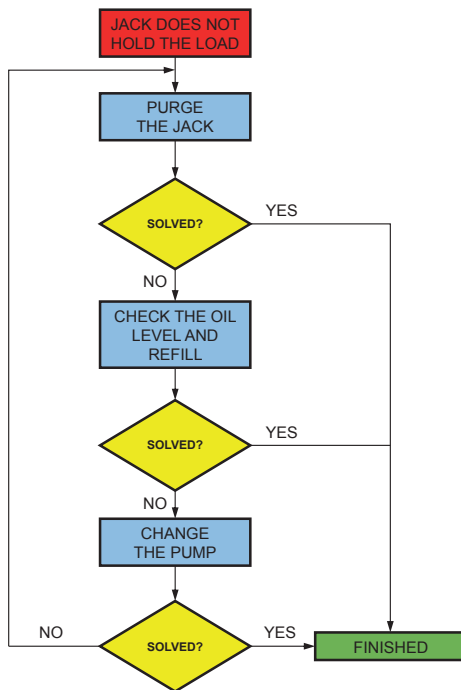 JACK DOES NOT
HOLD THE LOAD
PURGE
THE JACK
SOLVED?
YES
NO
CHECK THE OIL
LEVEL AND
REFILL
SOLVED?
YES
NO
CHANGE
THE PUMP
NO
SOLVED?
YES
FINISHED